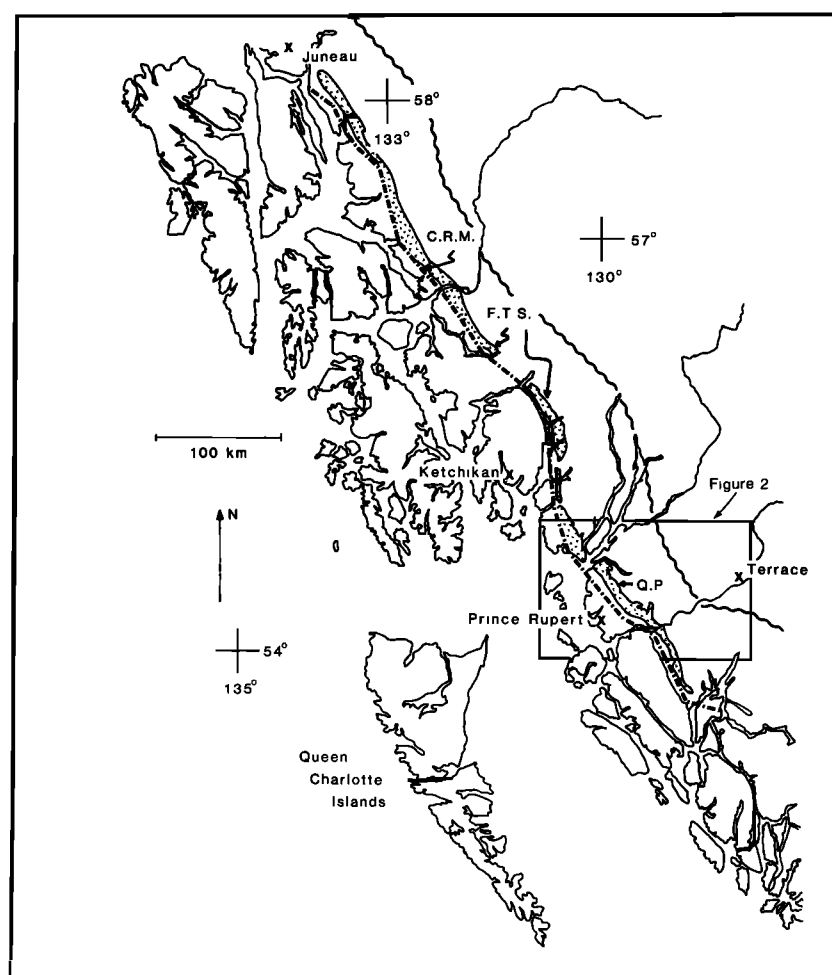 Juneau
58°
133°
C.R.M.
57°
130°
F.T S.
100 km
Ketchikan
Figure 2
N
Terrace
Q.P
Prince Rupert
54°
135°
Queen
Charlotte
Islands